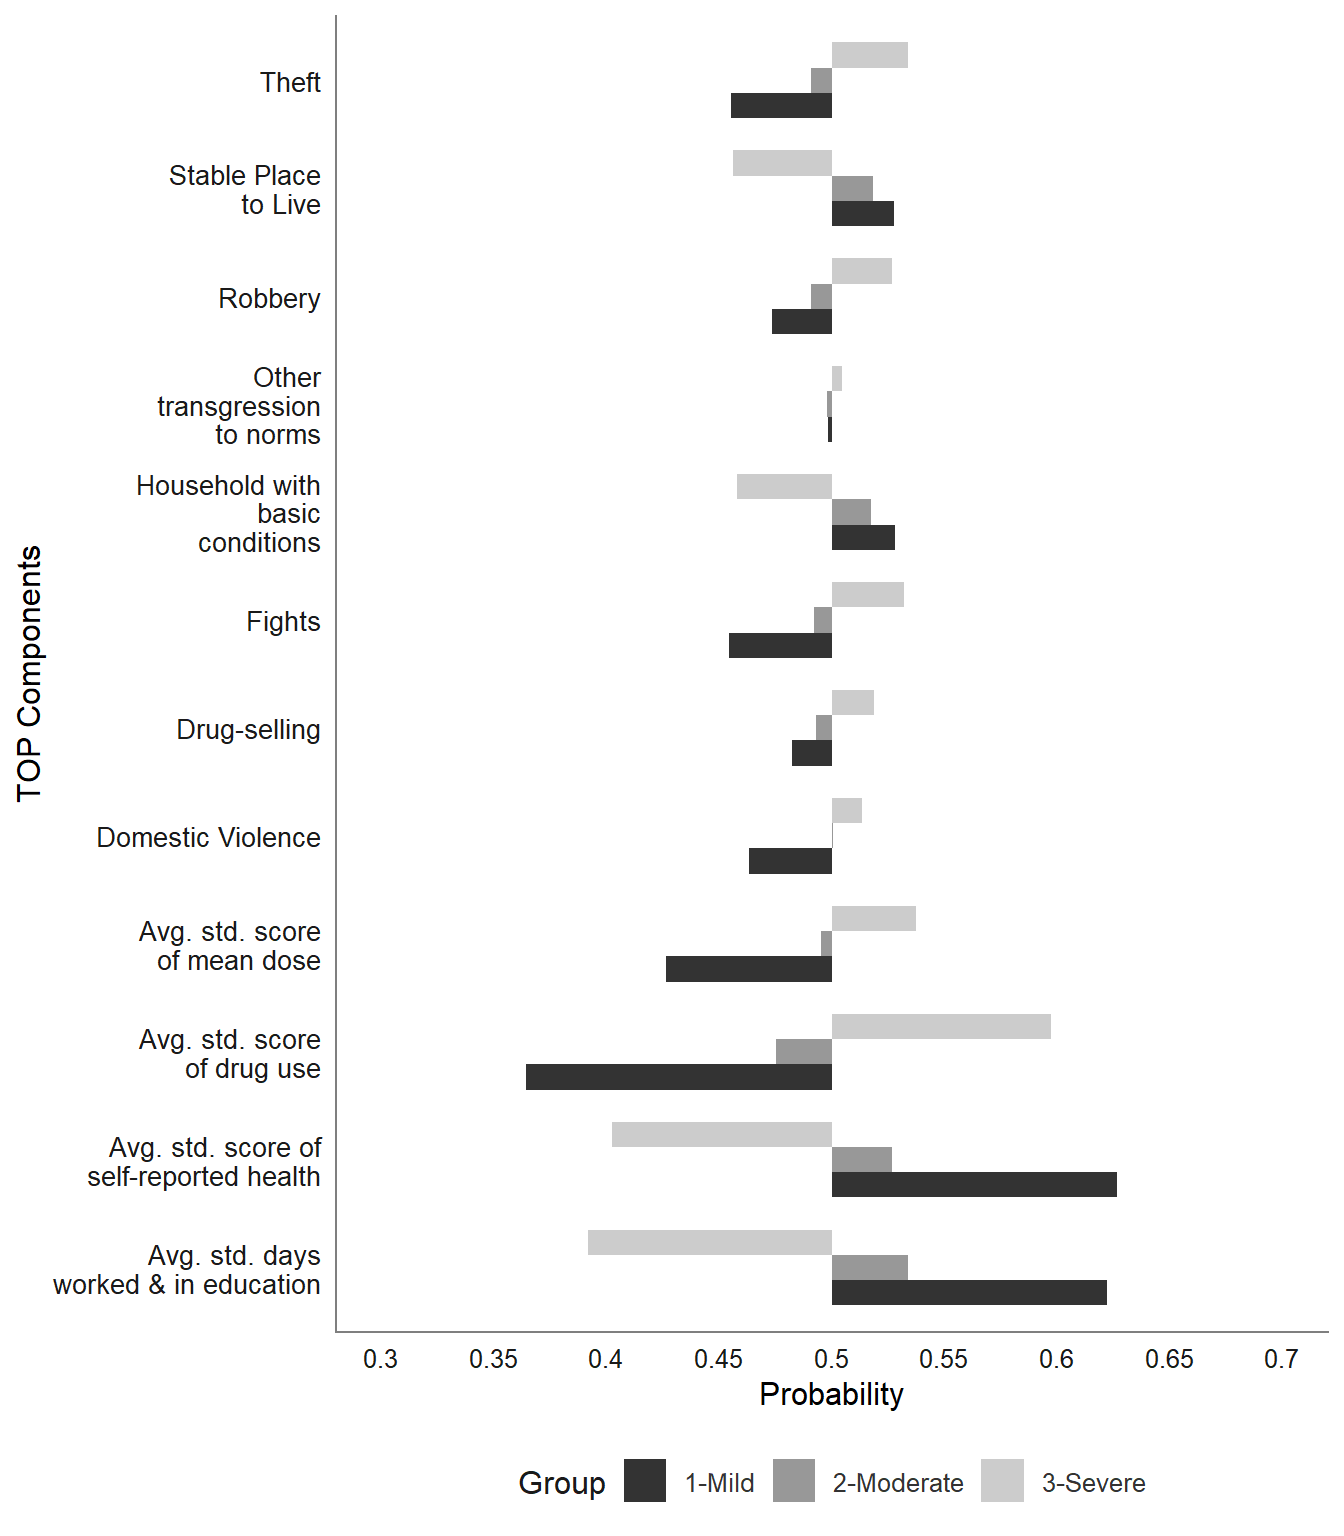 Theft
Stable Place
to Live
Robbery
Other
transgression
to norms
Household with
basic
conditions
Fights
Drug-selling
Domestic Violence
Avg. std. score
of mean dose
Avg. std. score
of drug use
Avg. std. score of
self-reported health
Avg. std. days
worked & in education
TOP Components
0.3 0.35 0.4 0.45 0.5 0.55 0.6 0.65 0.7
Probability
Group 1-Mild 2-Moderate 3-Severe